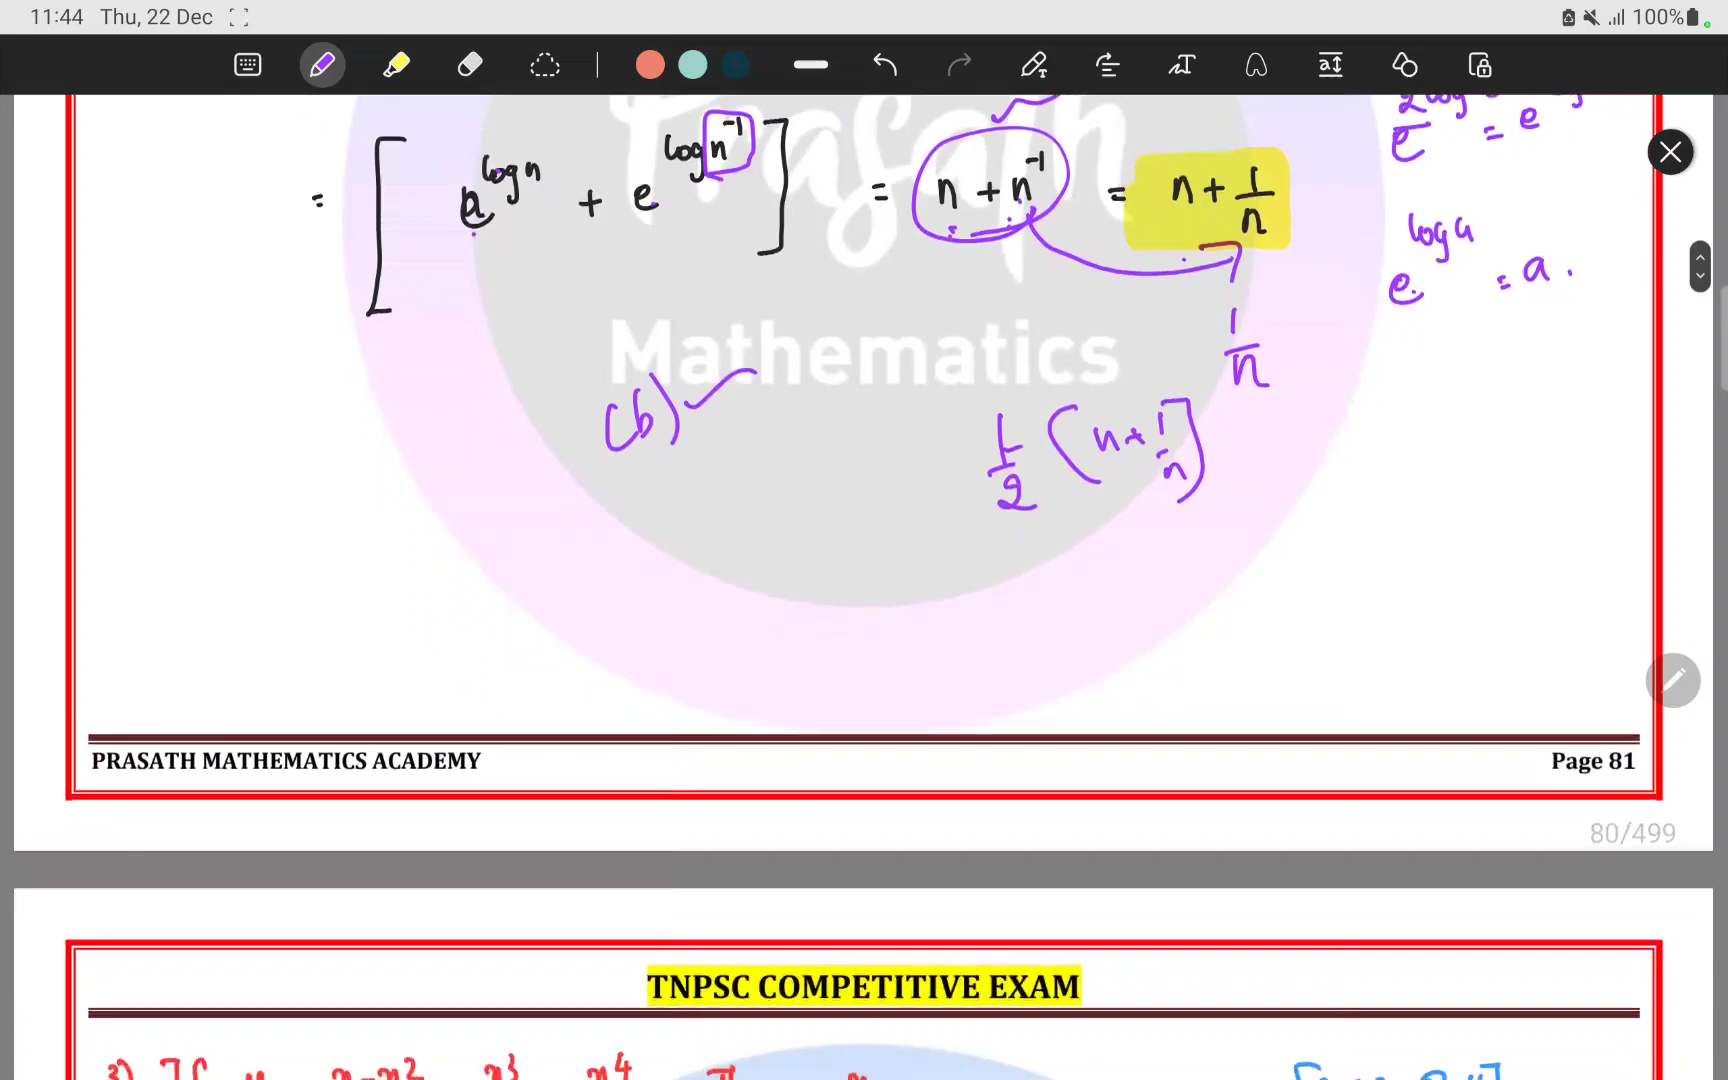 11:44 Thu, 22 Dec 100%
Prasath
= [ e^{log n} + e^{log n^{-1}} ] = n + n^{-1} = n + 1/n
e^{log a} = a .
Mathematics
1/n
(b) ✓ 1/2 (n + 1/n]
PRASATH MATHEMATICS ACADEMY Page 81
80/499
TNPSC COMPETITIVE EXAM